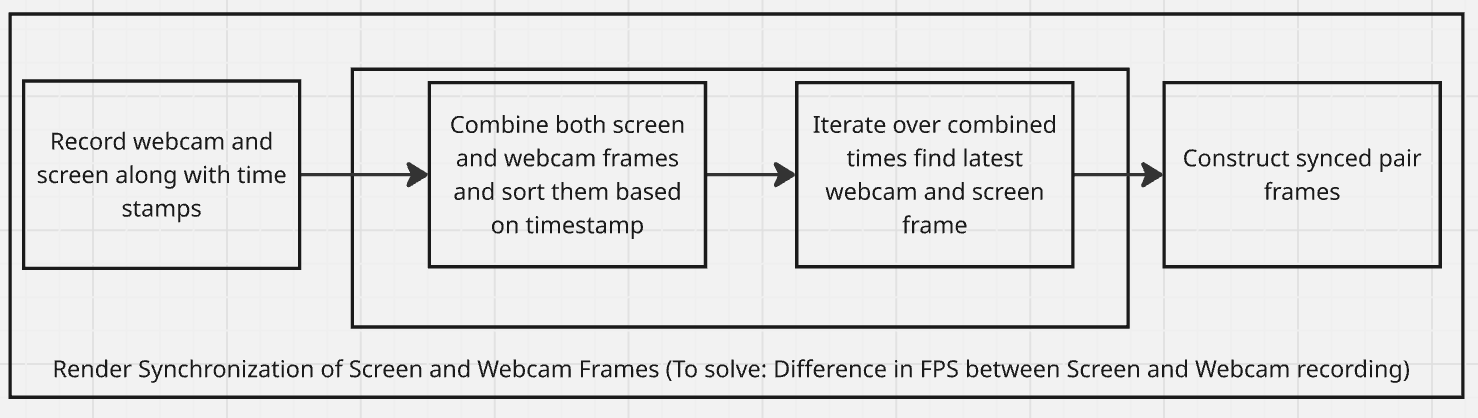 Record webcam and
screen along with time
stamps
Combine both screen
and webcam frames
and sort them based
on timestamp
Iterate over combined
times find latest
webcam and screen
frame
Construct synced pair
frames
Render Synchronization of Screen and Webcam Frames (To solve: Difference in FPS between Screen and Webcam recording)